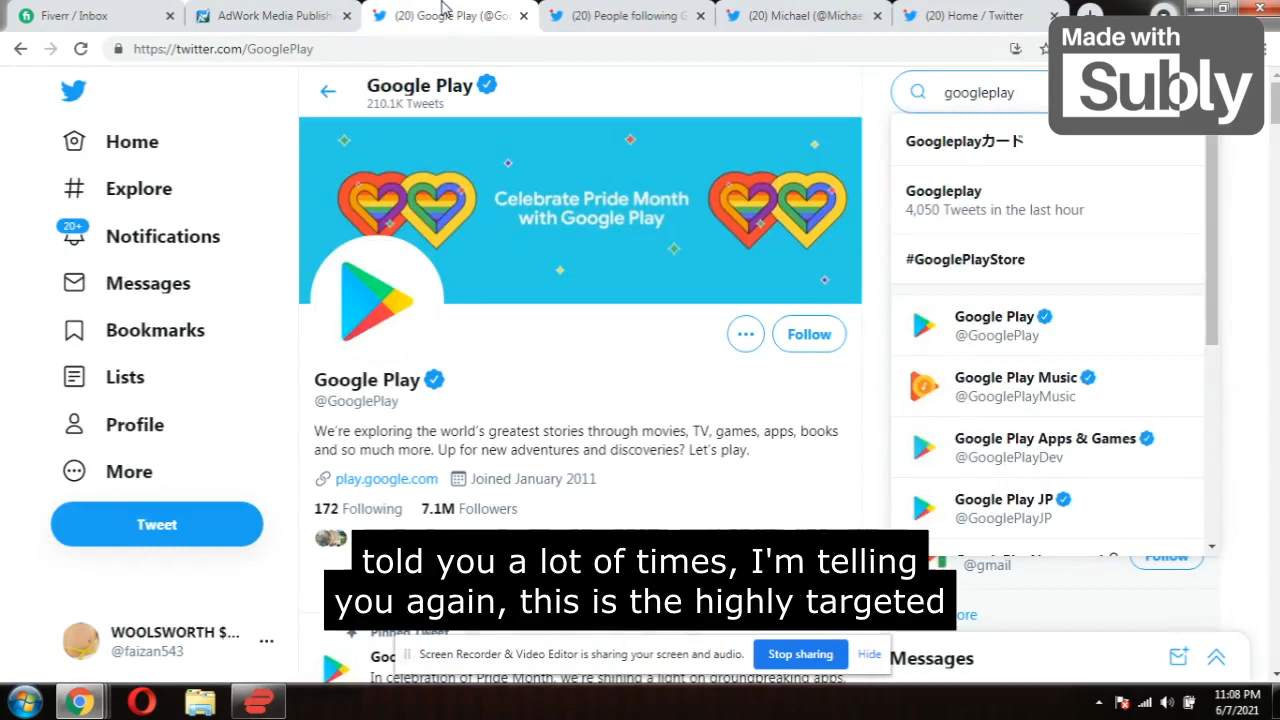 Fiverr / Inbox
AdWork Media Publish
(20) Google Play (@Goo
(20) People following G
(20) Michael (@Michae
(20) Home / Twitter
https://twitter.com/GooglePlay
Made with
Subly
Google Play
210.1K Tweets
googleplay
Home
Explore
20+
Notifications
Messages
Bookmarks
Lists
Profile
More
Tweet
WOOLSWORTH $...
@faizan543
Celebrate Pride Month
with Google Play
Follow
Google Play
@GooglePlay
We're exploring the world's greatest stories through movies, TV, games, apps, books
and so much more. Up for new adventures and discoveries? Let's play.
play.google.com Joined January 2011
172 Following 7.1M Followers
Googleplayカード
Googleplay
4,050 Tweets in the last hour
#GooglePlayStore
Google Play
@GooglePlay
Google Play Music
@GooglePlayMusic
Google Play Apps & Games
@GooglePlayDev
Google Play JP
@GooglePlayJP
@gmail
Follow
told you a lot of times, I'm telling
you again, this is the highly targeted
Pinned Tweet
Goo
In celebration of Pride Month, we're shining a light on groundbreaking apps,
Screen Recorder & Video Editor is sharing your screen and audio.
Stop sharing
Hide
Messages
11:08 PM
6/7/2021